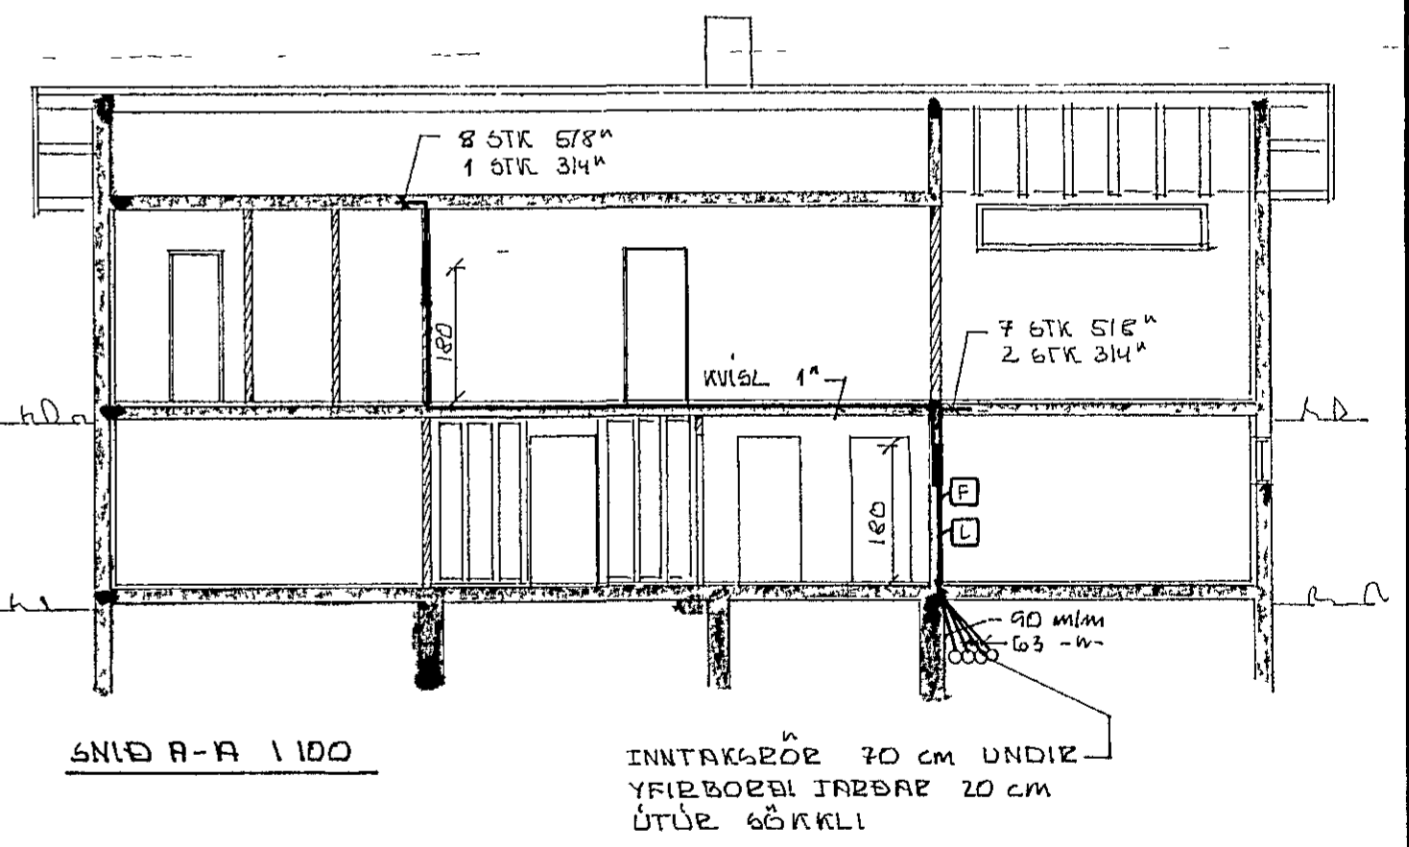 8 STK 5/8"
1 STK 3/4"
180
7 STK 5/8"
2 STK 3/4"
KVÍSL 1"
F
180
L
90 m/m
63 -"-
SNIÐ A-A 1 100
INNTAKSRÖR 70 cm UNDIR
YFIRBORÐI JARÐAR 20 cm
ÚTÚR SÖKKLI